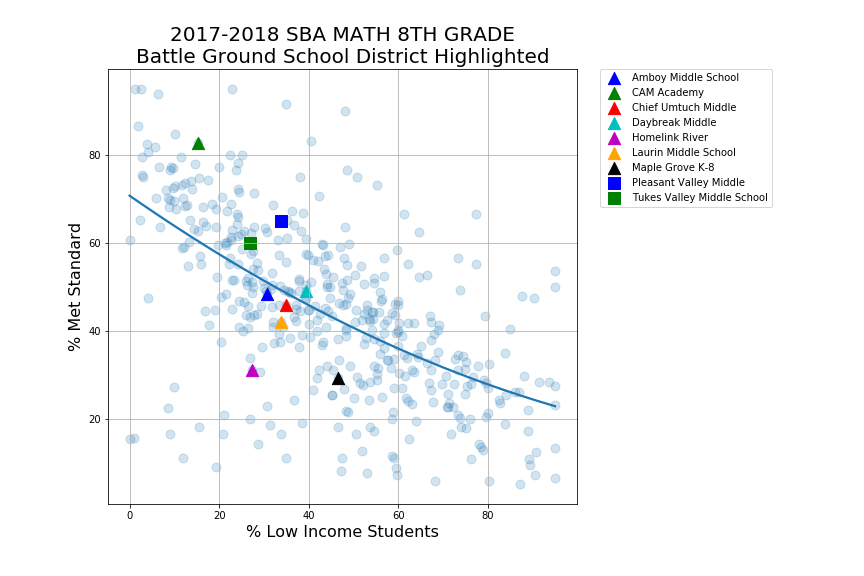 2017-2018 SBA MATH 8TH GRADE
Battle Ground School District Highlighted
% Met Standard
80
60
40
20
0
20
40
60
80
% Low Income Students
Amboy Middle School
CAM Academy
Chief Umtuch Middle
Daybreak Middle
Homelink River
Laurin Middle School
Maple Grove K-8
Pleasant Valley Middle
Tukes Valley Middle School